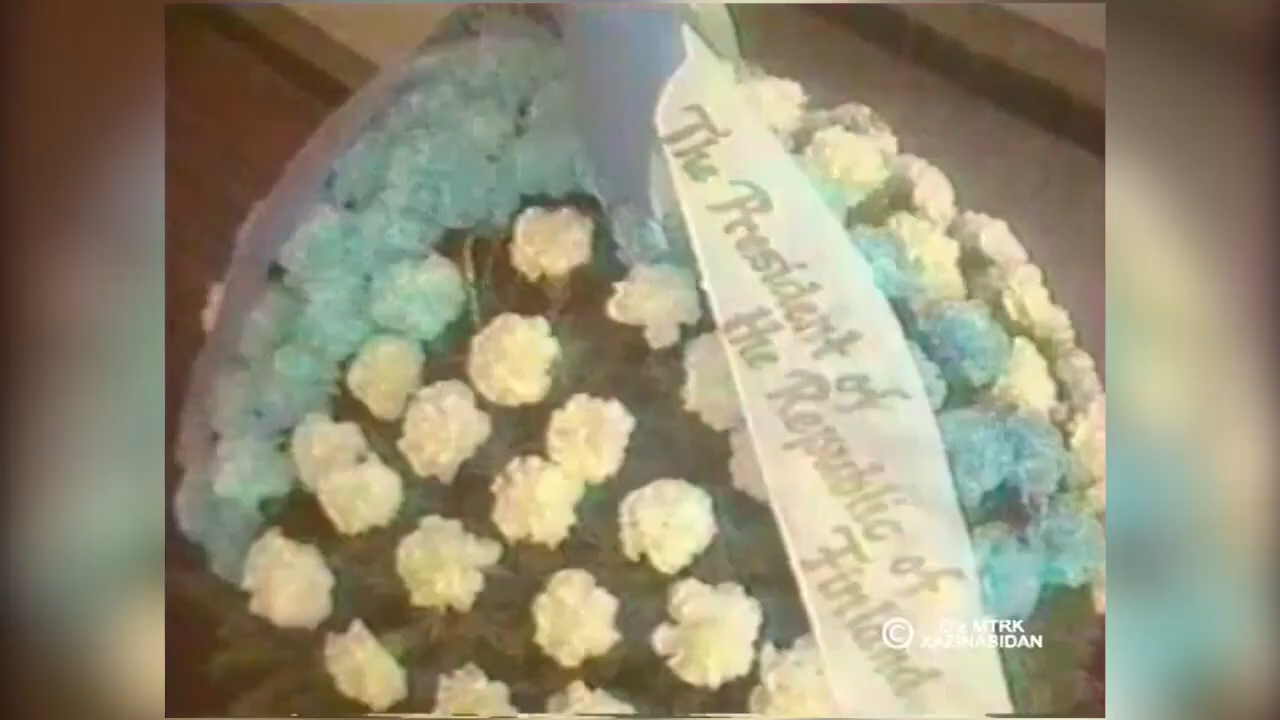 The President of
the Republic of
Finland
© O'z MTRK
XAZINASIDAN